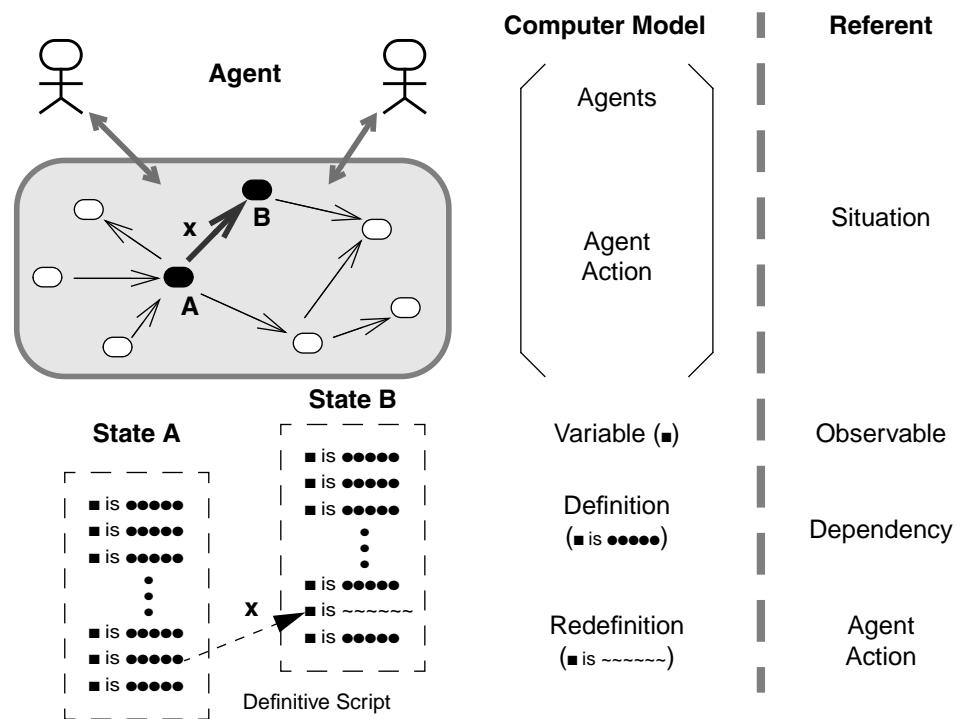 Computer Model
Referent
Agent
Agents
x
B
A
Agent
Action
Situation
State A
■ is ●●●●●
■ is ●●●●●
■ is ●●●●●
■ is ●●●●●
■ is ●●●●●
■ is ●●●●●
x
State B
■ is ●●●●●
■ is ●●●●●
■ is ●●●●●
■ is ●●●●●
■ is ~~~~~~
■ is ●●●●●
Definitive Script
Variable (■)
Observable
Definition
(■ is ●●●●●)
Dependency
Redefinition
(■ is ~~~~~~)
Agent
Action